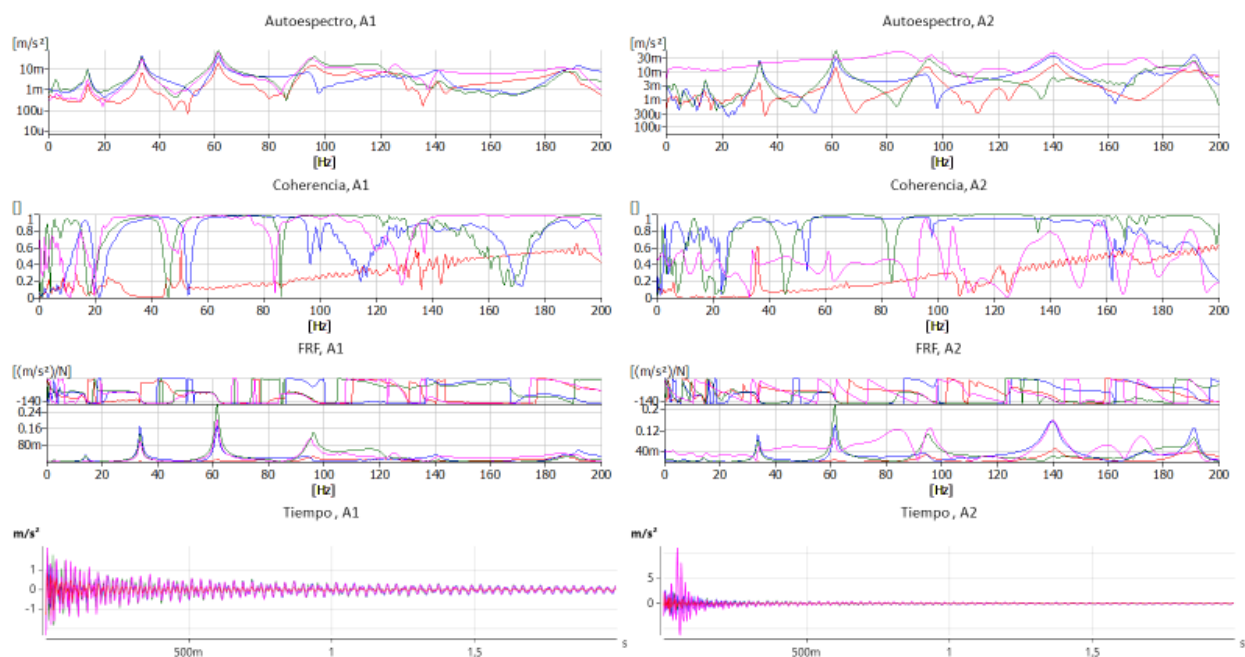 Autoespectro, A1
[m/s²]
10m
1m
100u
10u
0 20 40 60 80 100 120 140 160 180 200
[Hz]
Coherencia, A1
[]
1
0.8
0.6
0.4
0.2
0
0 20 40 60 80 100 120 140 160 180 200
[Hz]
FRF, A1
[(m/s²)/N]
-140
0.24
0.16
80m
0 20 40 60 80 100 120 140 160 180 200
[Hz]
Tiempo, A1
m/s²
1
0
-1
500m 1 1.5 s
Autoespectro, A2
[m/s²]
30m
10m
3m
1m
300u
100u
0 20 40 60 80 100 120 140 160 180 200
[Hz]
Coherencia, A2
[]
1
0.8
0.6
0.4
0.2
0
0 20 40 60 80 100 120 140 160 180 200
[Hz]
FRF, A2
[(m/s²)/N]
-140
0.2
0.12
40m
0 20 40 60 80 100 120 140 160 180 200
[Hz]
Tiempo, A2
m/s²
5
0
500m 1 1.5 s